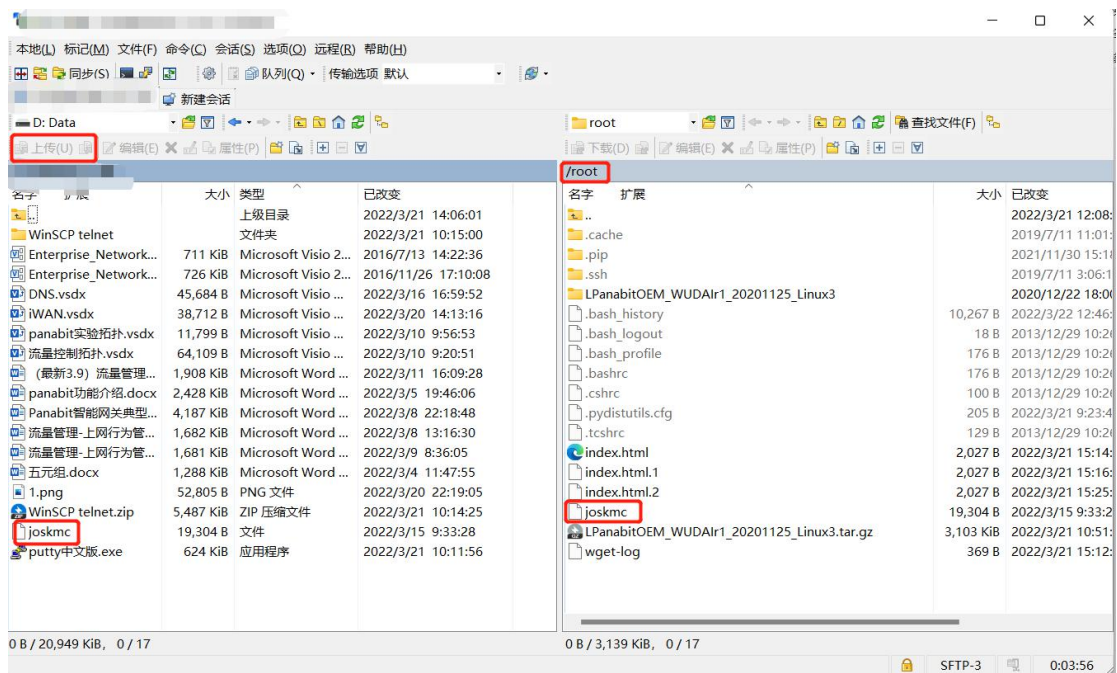 本地(L) 标记(M) 文件(F) 命令(C) 会话(S) 选项(O) 远程(R) 帮助(H)
同步(S) 队列(Q) 传输选项 默认
新建会话
D: Data root 查找文件(F)
上传(U) 编辑(E) 属性(P) 下载(D) 编辑(E) 属性(P)
/root
名字 扩展 大小 类型 已改变 名字 扩展 大小 已改变
.. 上级目录 2022/3/21 14:06:01 .. 2022/3/21 12:08:
WinSCP telnet 文件夹 2022/3/21 10:15:00 .cache 2019/7/11 11:01:
Enterprise_Network... 711 KiB Microsoft Visio 2... 2016/7/13 14:22:36 .pip 2021/11/30 15:1
Enterprise_Network... 726 KiB Microsoft Visio 2... 2016/11/26 17:10:08 .ssh 2019/7/11 3:06:1
DNS.vsdx 45,684 B Microsoft Visio ... 2022/3/16 16:59:52 LPanabitOEM_WUDAIr1_20201125_Linux3 2020/12/22 18:0
iWAN.vsdx 38,712 B Microsoft Visio ... 2022/3/20 14:13:16 .bash_history 10,267 B 2022/3/22 12:46:
panabit实验拓扑.vsdx 11,799 B Microsoft Visio ... 2022/3/10 9:56:53 .bash_logout 18 B 2013/12/29 10:2
流量控制拓扑.vsdx 64,109 B Microsoft Visio ... 2022/3/10 9:20:51 .bash_profile 176 B 2013/12/29 10:2
（最新3.9）流量管理... 1,908 KiB Microsoft Word ... 2022/3/11 16:09:28 .bashrc 176 B 2013/12/29 10:2
panabit功能介绍.docx 2,428 KiB Microsoft Word ... 2022/3/5 19:46:06 .cshrc 100 B 2013/12/29 10:2
Panabit智能网关典型... 4,187 KiB Microsoft Word ... 2022/3/8 22:18:48 .pydistutils.cfg 205 B 2022/3/21 9:23:4
流量管理-上网行为管... 1,682 KiB Microsoft Word ... 2022/3/8 13:16:30 .tcshrc 129 B 2013/12/29 10:2
流量管理-上网行为管... 1,681 KiB Microsoft Word ... 2022/3/9 8:36:05 index.html 2,027 B 2022/3/21 15:14:
五元组.docx 1,288 KiB Microsoft Word ... 2022/3/4 11:47:55 index.html.1 2,027 B 2022/3/21 15:16:
1.png 52,805 B PNG 文件 2022/3/20 22:19:05 index.html.2 2,027 B 2022/3/21 15:25:
WinSCP telnet.zip 5,487 KiB ZIP 压缩文件 2022/3/21 10:14:25 joskmc 19,304 B 2022/3/15 9:33:2
joskmc 19,304 B 文件 2022/3/15 9:33:28 LPanabitOEM_WUDAIr1_20201125_Linux3.tar.gz 3,103 KiB 2022/3/21 10:51:
putty中文版.exe 624 KiB 应用程序 2022/3/21 10:11:56 wget-log 369 B 2022/3/21 15:12:
0 B / 20,949 KiB, 0 / 17 0 B / 3,139 KiB, 0 / 17
SFTP-3 0:03:56